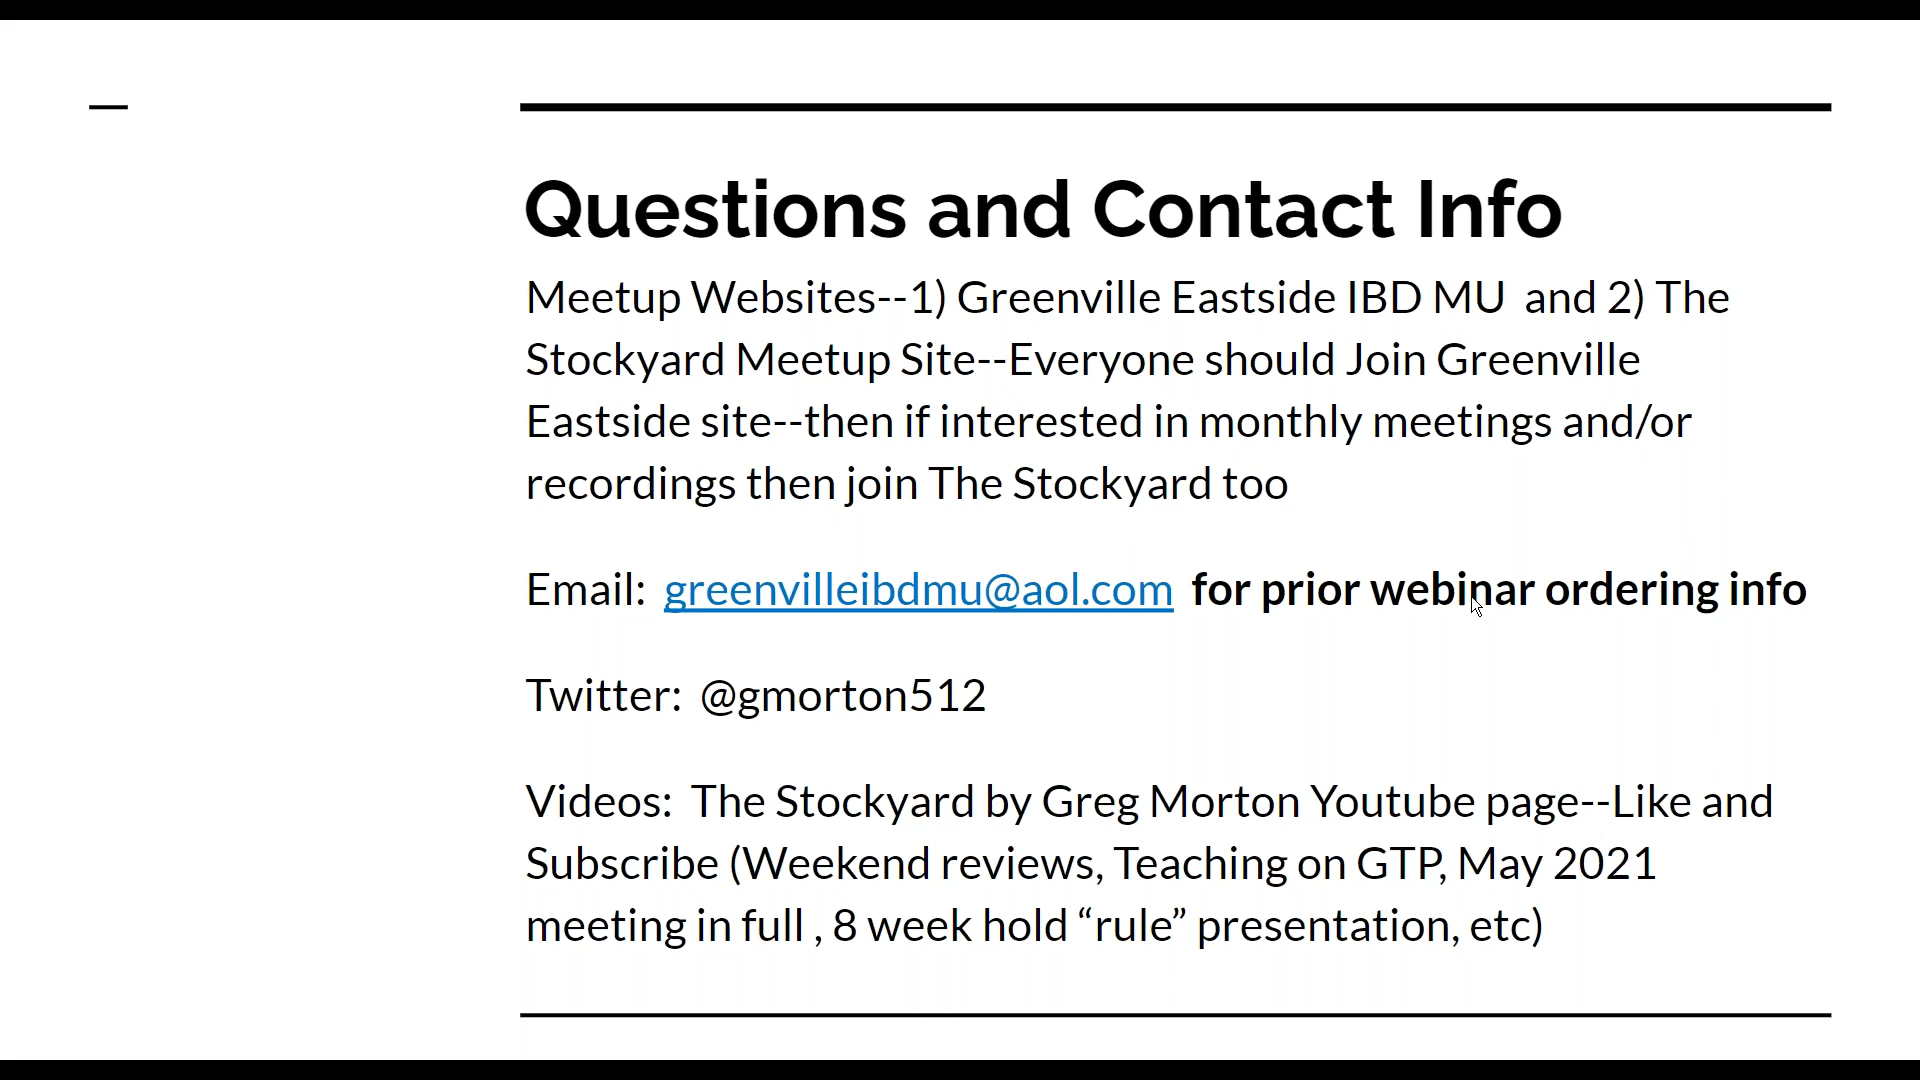 Questions and Contact Info
Meetup Websites--1) Greenville Eastside IBD MU  and 2) The
Stockyard Meetup Site--Everyone should Join Greenville
Eastside site--then if interested in monthly meetings and/or
recordings then join The Stockyard too
Email:  greenvilleibdmu@aol.com  for prior webinar ordering info
Twitter:  @gmorton512
Videos:  The Stockyard by Greg Morton Youtube page--Like and
Subscribe (Weekend reviews, Teaching on GTP, May 2021
meeting in full , 8 week hold “rule” presentation, etc)